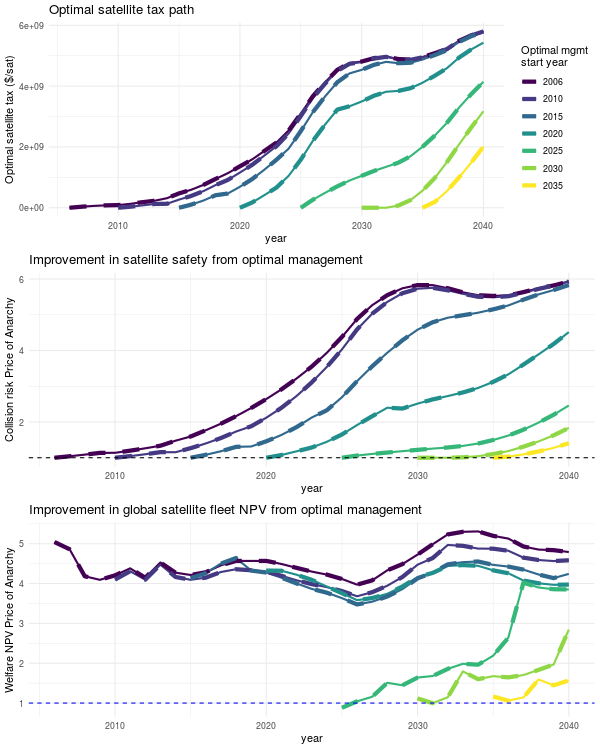 Optimal satellite tax path
6e+09
4e+09
2e+09
0e+00
Optimal satellite tax ($/sat)
2010
2020
2030
2040
year
Optimal mgmt
start year
2006
2010
2015
2020
2025
2030
2035
Improvement in satellite safety from optimal management
6
4
2
Collision risk Price of Anarchy
2010
2020
2030
2040
year
Improvement in global satellite fleet NPV from optimal management
5
4
3
2
1
Welfare NPV Price of Anarchy
2010
2020
2030
2040
year